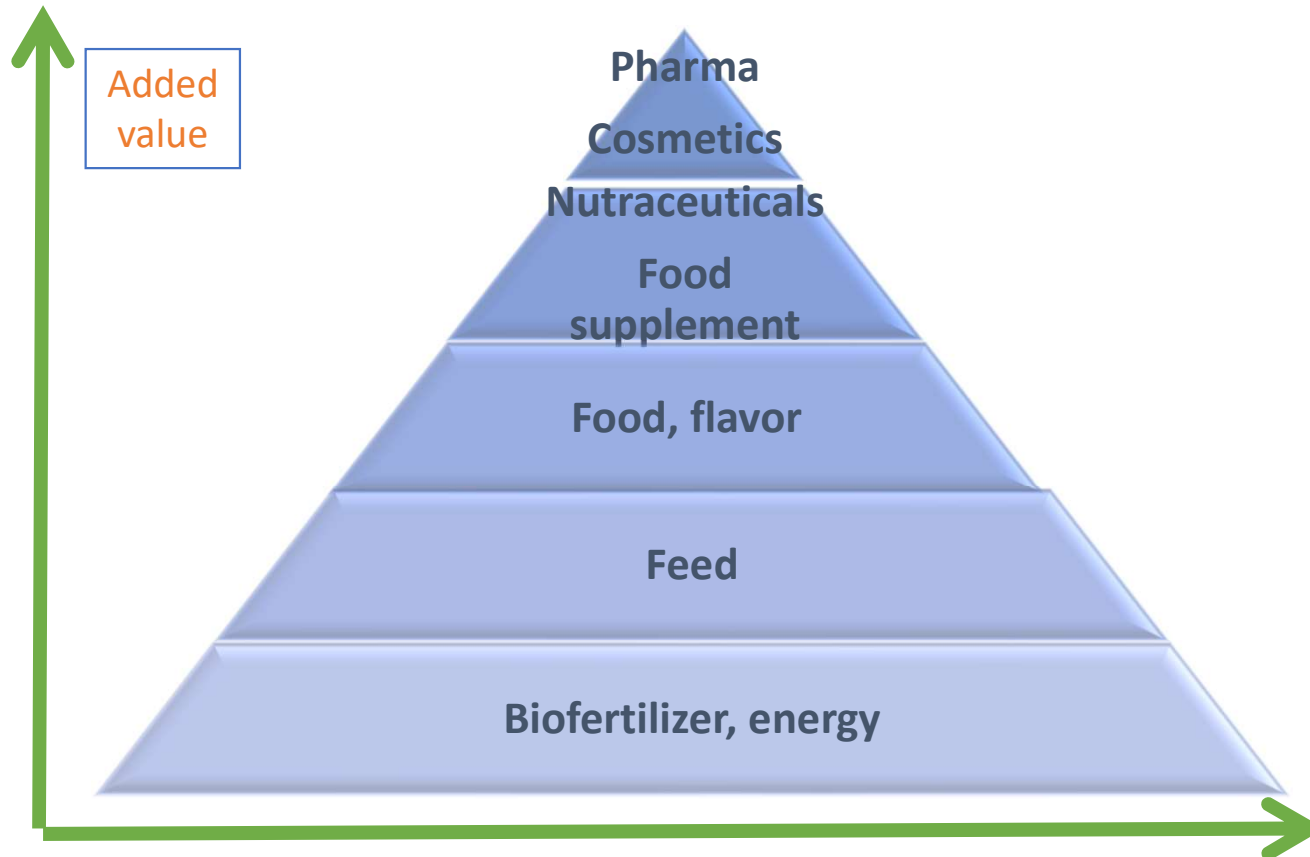 Added
value
Pharma
Cosmetics
Nutraceuticals
Food
supplement
Food, flavor
Feed
Biofertilizer, energy